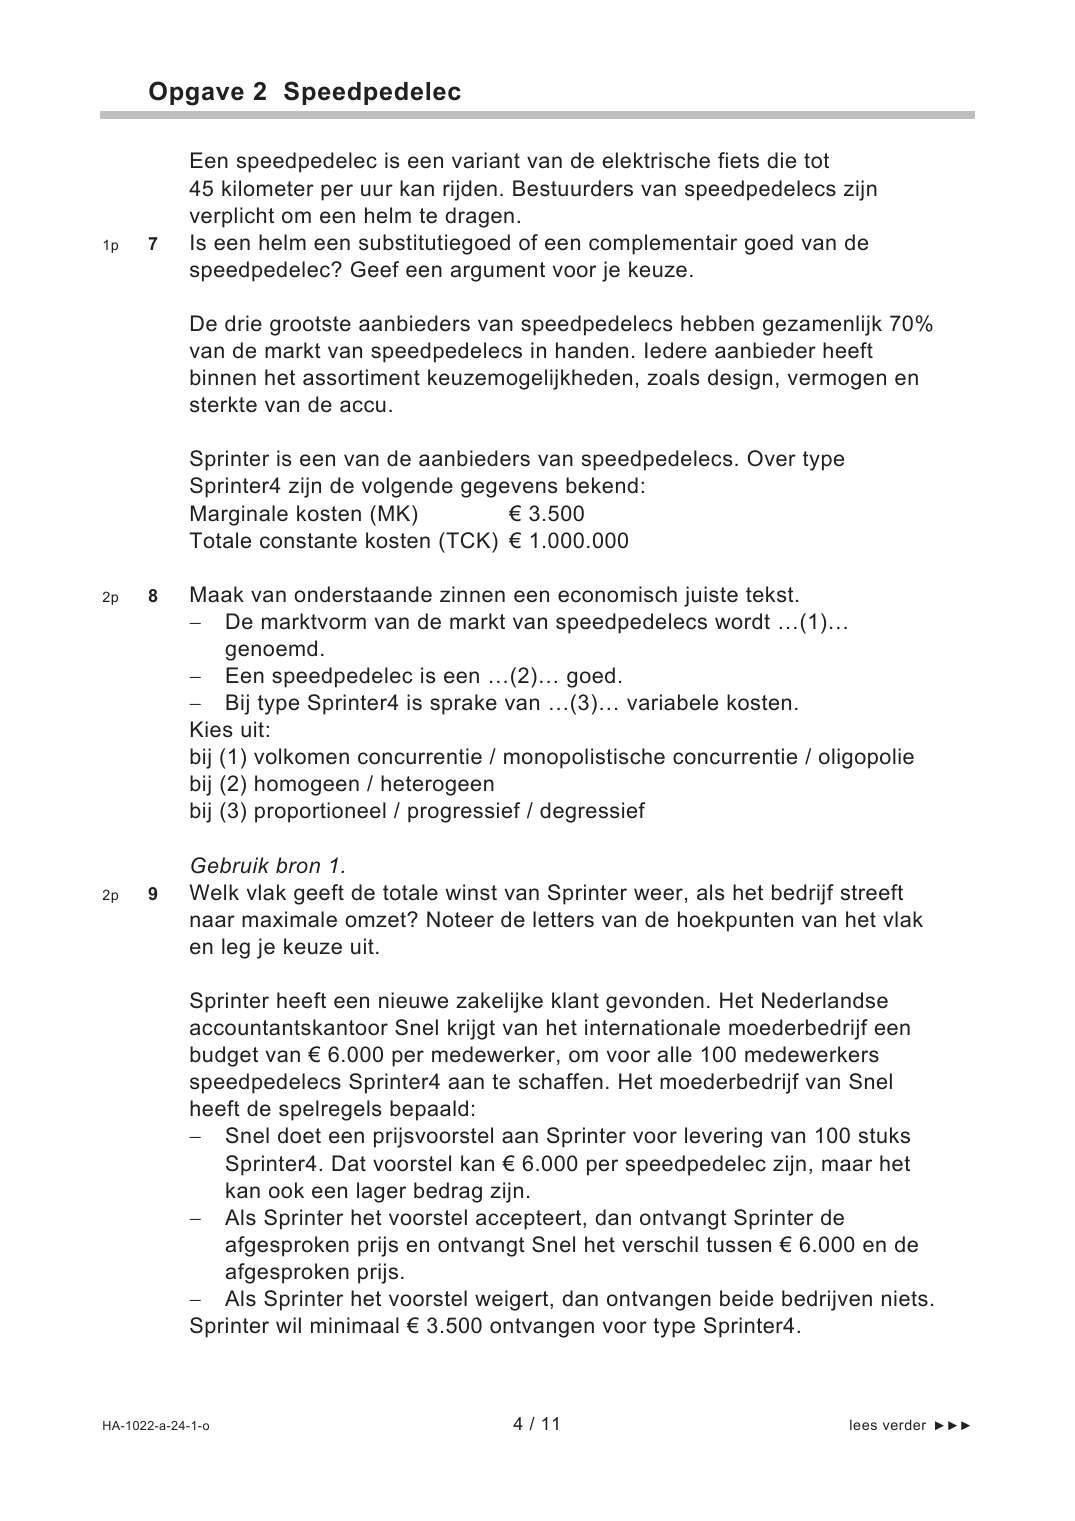 Opgave 2 Speedpedelec
Een speedpedelec is een variant van de elektrische fiets die tot
45 kilometer per uur kan rijden. Bestuurders van speedpedelecs zijn
verplicht om een helm te dragen.
1p 7 Is een helm een substitutiegoed of een complementair goed van de
speedpedelec? Geef een argument voor je keuze.
De drie grootste aanbieders van speedpedelecs hebben gezamenlijk 70%
van de markt van speedpedelecs in handen. Iedere aanbieder heeft
binnen het assortiment keuzemogelijkheden, zoals design, vermogen en
sterkte van de accu.
Sprinter is een van de aanbieders van speedpedelecs. Over type
Sprinter4 zijn de volgende gegevens bekend:
Marginale kosten (MK) € 3.500
Totale constante kosten (TCK) € 1.000.000
2p 8 Maak van onderstaande zinnen een economisch juiste tekst.
– De marktvorm van de markt van speedpedelecs wordt …(1)…
genoemd.
– Een speedpedelec is een …(2)… goed.
– Bij type Sprinter4 is sprake van …(3)… variabele kosten.
Kies uit:
bij (1) volkomen concurrentie / monopolistische concurrentie / oligopolie
bij (2) homogeen / heterogeen
bij (3) proportioneel / progressief / degressief
Gebruik bron 1.
2p 9 Welk vlak geeft de totale winst van Sprinter weer, als het bedrijf streeft
naar maximale omzet? Noteer de letters van de hoekpunten van het vlak
en leg je keuze uit.
Sprinter heeft een nieuwe zakelijke klant gevonden. Het Nederlandse
accountantskantoor Snel krijgt van het internationale moederbedrijf een
budget van € 6.000 per medewerker, om voor alle 100 medewerkers
speedpedelecs Sprinter4 aan te schaffen. Het moederbedrijf van Snel
heeft de spelregels bepaald:
– Snel doet een prijsvoorstel aan Sprinter voor levering van 100 stuks
Sprinter4. Dat voorstel kan € 6.000 per speedpedelec zijn, maar het
kan ook een lager bedrag zijn.
– Als Sprinter het voorstel accepteert, dan ontvangt Sprinter de
afgesproken prijs en ontvangt Snel het verschil tussen € 6.000 en de
afgesproken prijs.
– Als Sprinter het voorstel weigert, dan ontvangen beide bedrijven niets.
Sprinter wil minimaal € 3.500 ontvangen voor type Sprinter4.
HA-1022-a-24-1-o 4 / 11 lees verder ►►►